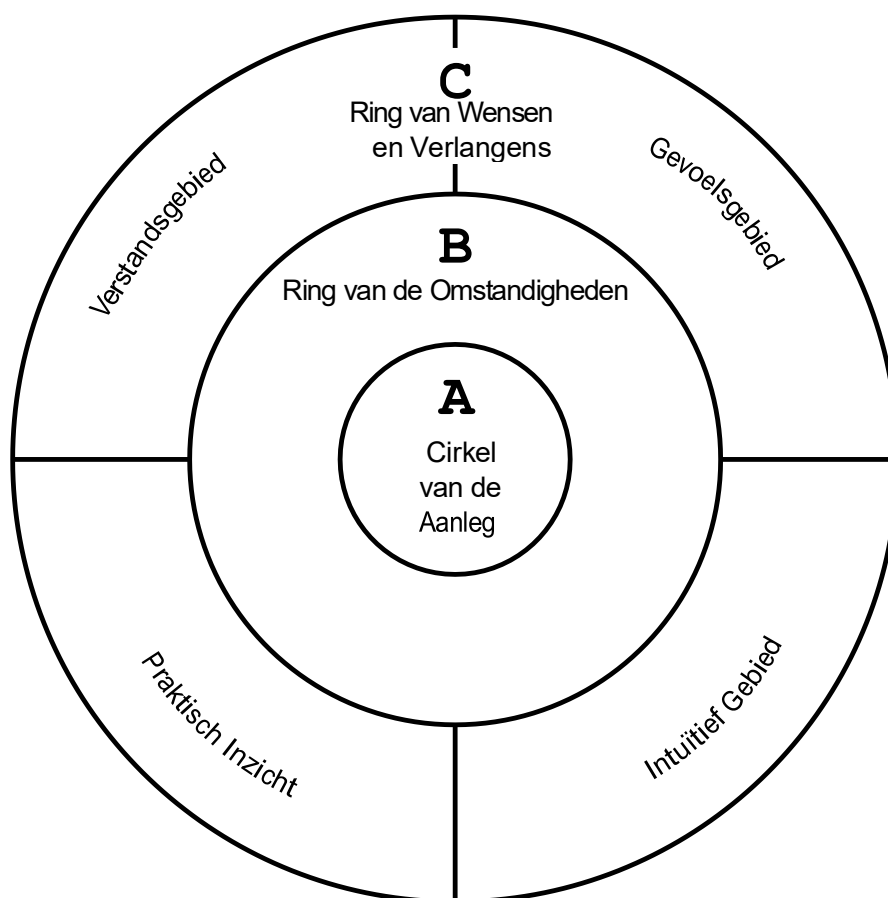 C
Ring van Wensen
en Verlangens
Verstandsgebied
Gevoelsgebied
B
Ring van de Omstandigheden
A
Cirkel
van de
Aanleg
Praktisch Inzicht
Intuïtief Gebied